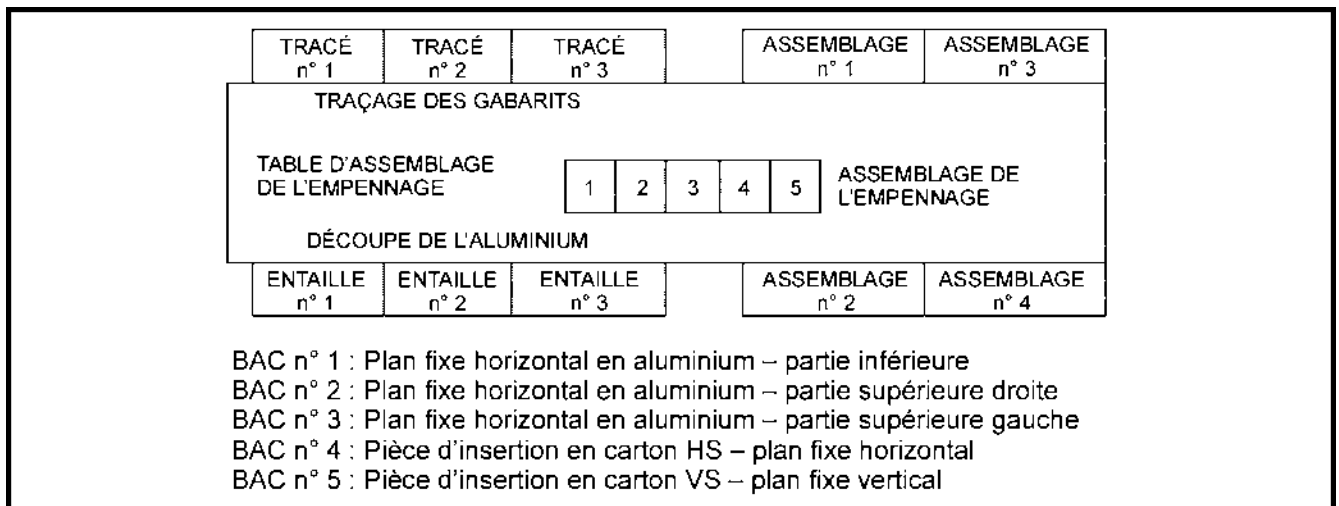 TRACÉ TRACÉ TRACÉ ASSEMBLAGE ASSEMBLAGE
n° 1 n° 2 n° 3 n° 1 n° 3
TRAÇAGE DES GABARITS
TABLE D'ASSEMBLAGE
DE L'EMPENNAGE
1 2 3 4 5
ASSEMBLAGE DE
L'EMPENNAGE
DÉCOUPE DE L'ALUMINIUM
ENTAILLE ENTAILLE ENTAILLE ASSEMBLAGE ASSEMBLAGE
n° 1 n° 2 n° 3 n° 2 n° 4
BAC n° 1 : Plan fixe horizontal en aluminium – partie inférieure
BAC n° 2 : Plan fixe horizontal en aluminium – partie supérieure droite
BAC n° 3 : Plan fixe horizontal en aluminium – partie supérieure gauche
BAC n° 4 : Pièce d'insertion en carton HS – plan fixe horizontal
BAC n° 5 : Pièce d'insertion en carton VS – plan fixe vertical